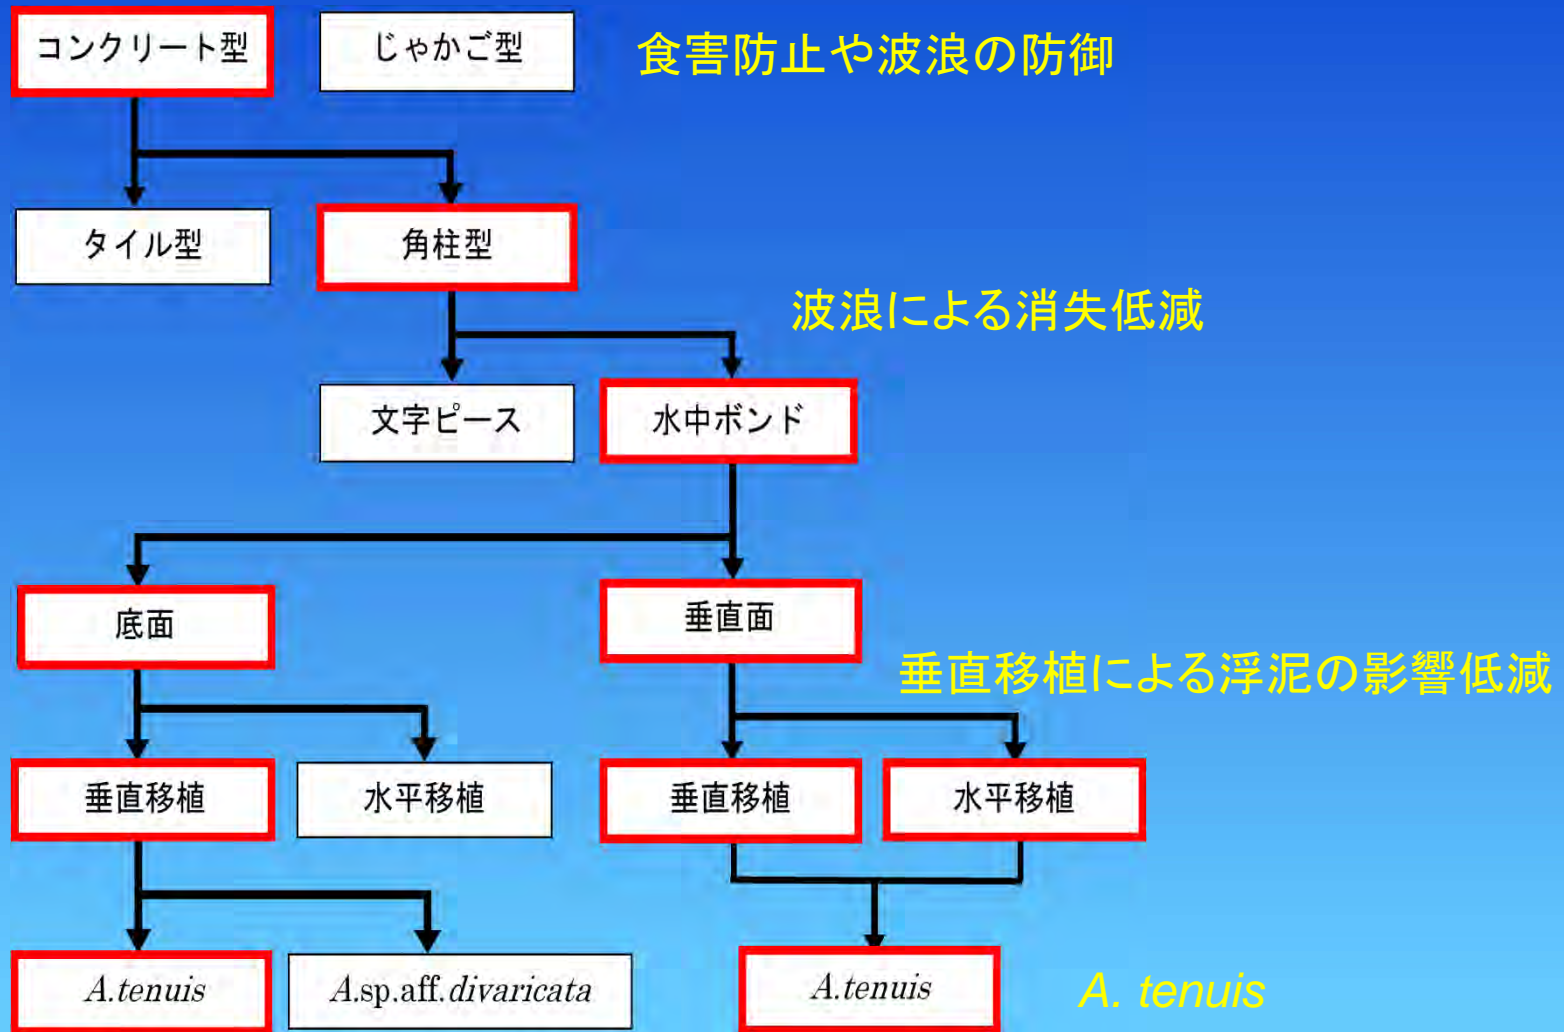 コンクリート型
じゃかご型
食害防止や波浪の防御
タイル型
角柱型
波浪による消失低減
文字ピース
水中ボンド
底面
垂直面
垂直移植による浮泥の影響低減
垂直移植
水平移植
垂直移植
水平移植
A.tenuis
A.sp.aff.divaricata
A.tenuis
A. tenuis